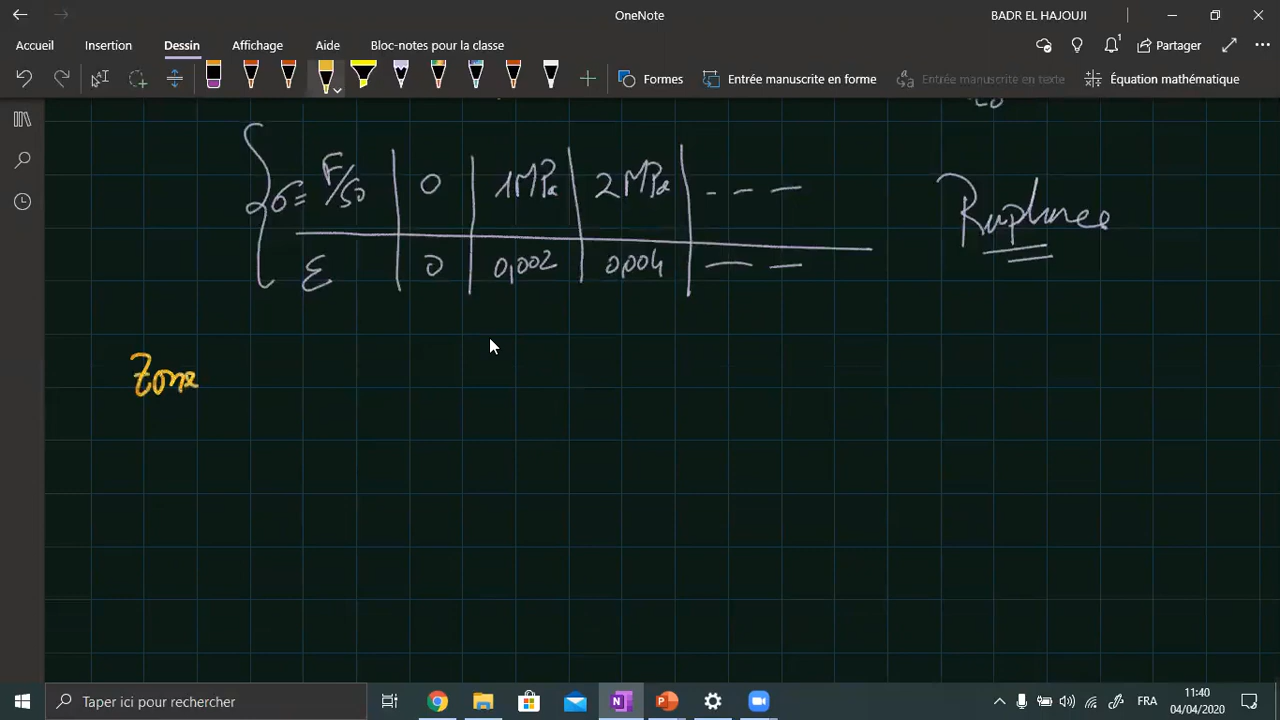 OneNote
BADR EL HAJOUJI
Accueil Insertion Dessin Affichage Aide Bloc-notes pour la classe
Partager
Formes Entrée manuscrite en forme Entrée manuscrite en texte Équation mathématique
σ = F/S0 | 0 | 1MPa | 2MPa | - - -
ε | 0 | 0,002 | 0,004 | — —
Rupture
Zone
Taper ici pour rechercher
FRA
11:40
04/04/2020